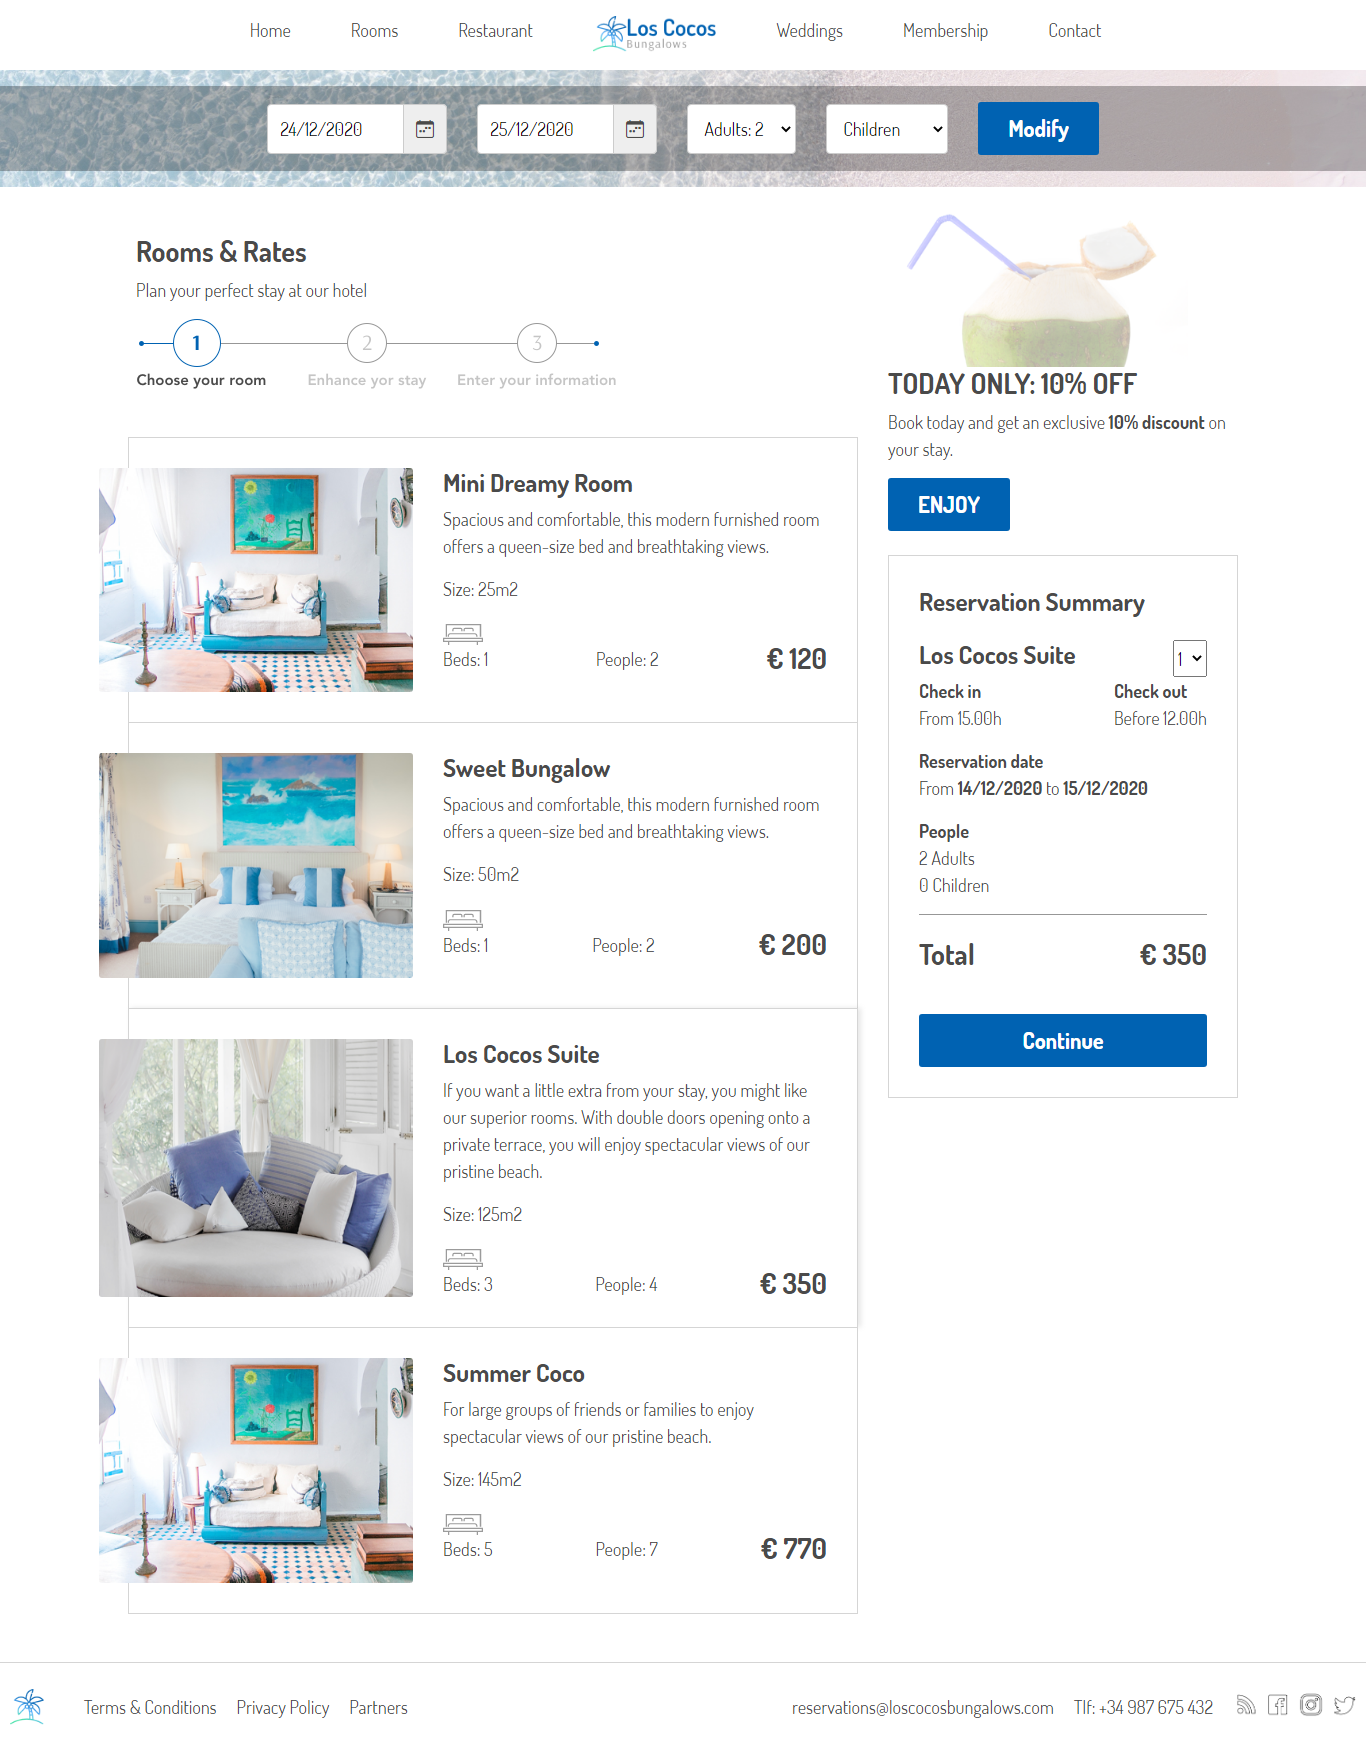 Home
Rooms
Restaurant
Los Cocos
Bungalows
Weddings
Membership
Contact
24/12/2020
25/12/2020
Adults: 2
Children
Modify
Rooms & Rates
Plan your perfect stay at our hotel
1
2
3
Choose your room
Enhance yor stay
Enter your information
TODAY ONLY: 10% OFF
Book today and get an exclusive 10% discount on
your stay.
ENJOY
Mini Dreamy Room
Spacious and comfortable, this modern furnished room
offers a queen-size bed and breathtaking views.
Size: 25m2
Beds: 1
People: 2
€ 120
Sweet Bungalow
Spacious and comfortable, this modern furnished room
offers a queen-size bed and breathtaking views.
Size: 50m2
Beds: 1
People: 2
€ 200
Los Cocos Suite
If you want a little extra from your stay, you might like
our superior rooms. With double doors opening onto a
private terrace, you will enjoy spectacular views of our
pristine beach.
Size: 125m2
Beds: 3
People: 4
€ 350
Summer Coco
For large groups of friends or families to enjoy
spectacular views of our pristine beach.
Size: 145m2
Beds: 5
People: 7
€ 770
Reservation Summary
Los Cocos Suite
1
Check in
Check out
From 15.00h
Before 12.00h
Reservation date
From 14/12/2020 to 15/12/2020
People
2 Adults
0 Children
Total
€ 350
Continue
Terms & Conditions
Privacy Policy
Partners
reservations@loscocosbungalows.com
Tlf: +34 987 675 432